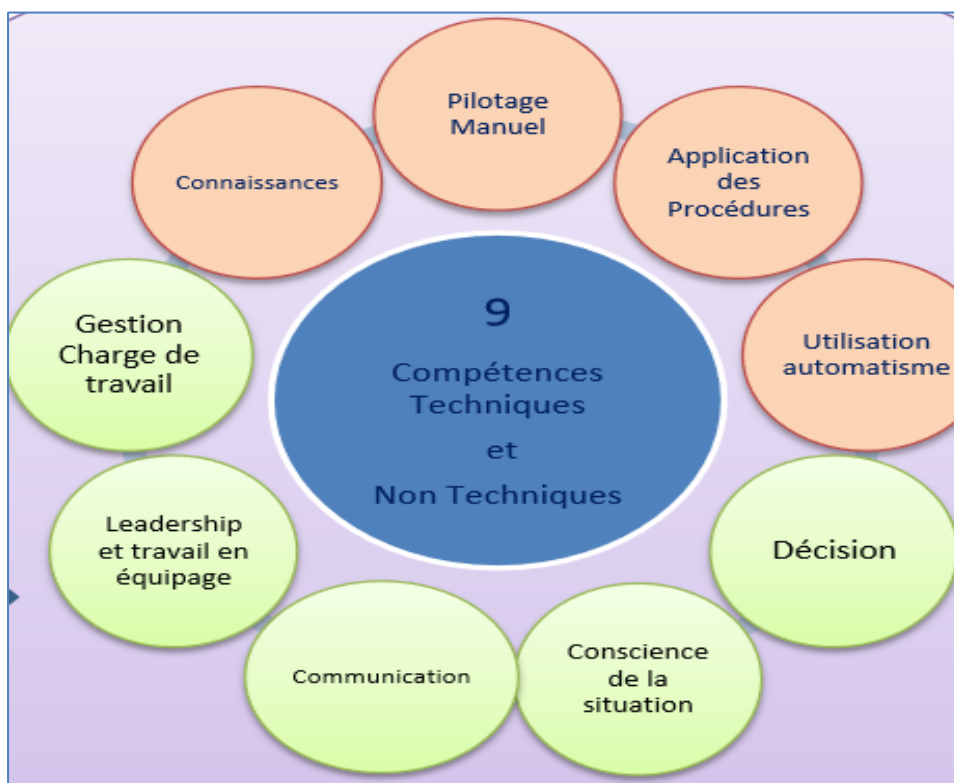 Pilotage
Manuel
Application
des
Procédures
Utilisation
automatisme
Décision
Conscience
de la
situation
Communication
Leadership
et travail en
équipage
Gestion
Charge de
travail
Connaissances
9
Compétences
Techniques
et
Non Techniques